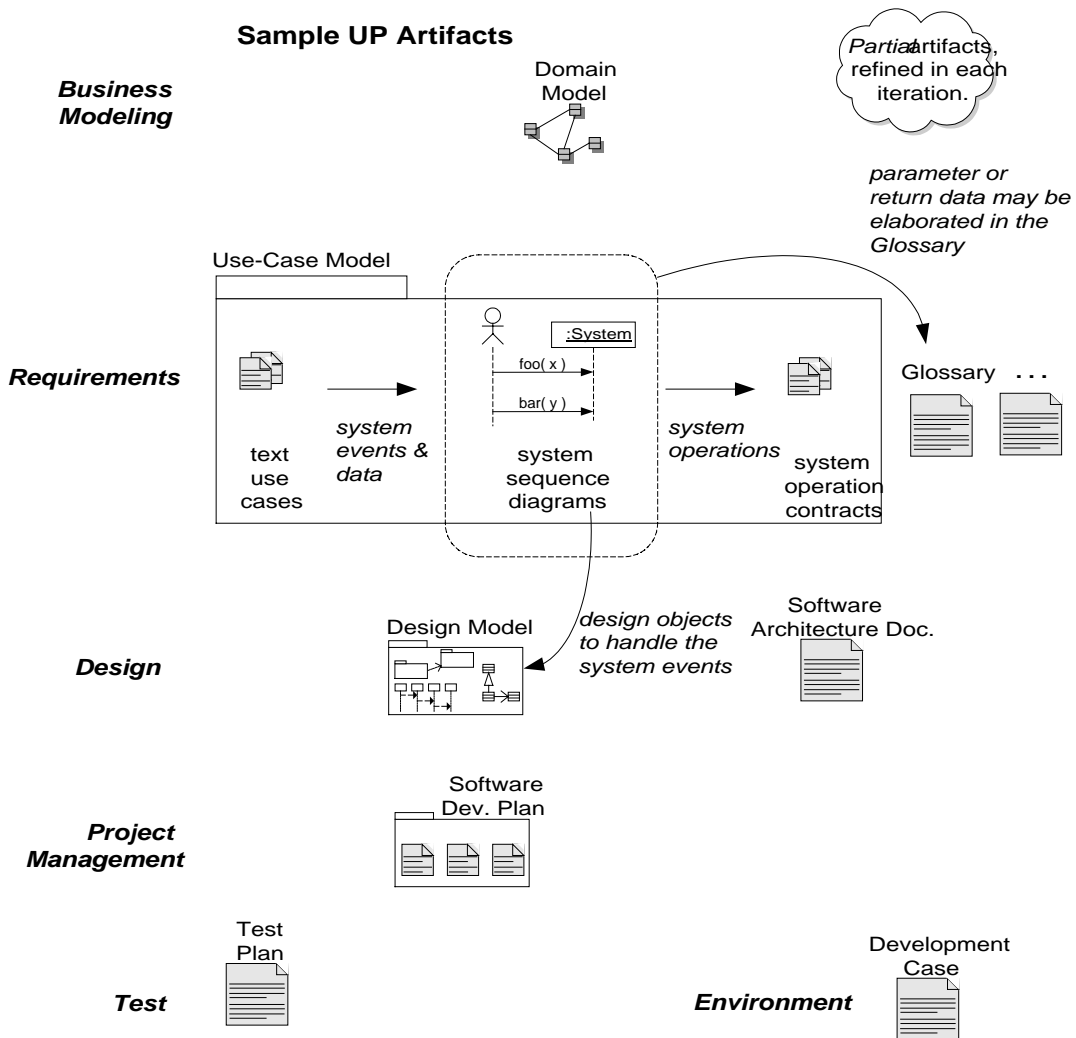 Sample UP Artifacts
Partial artifacts,
refined in each
iteration.
Domain
Model
Business
Modeling
parameter or
return data may be
elaborated in the
Glossary
Use-Case Model
:System
foo( x )
bar( y )
Requirements
system
events &
data
system
operations
text
use
cases
system
sequence
diagrams
system
operation
contracts
Glossary . . .
Design Model
design objects
to handle the
system events
Software
Architecture Doc.
Design
Software
Dev. Plan
Project
Management
Test
Plan
Test
Development
Case
Environment